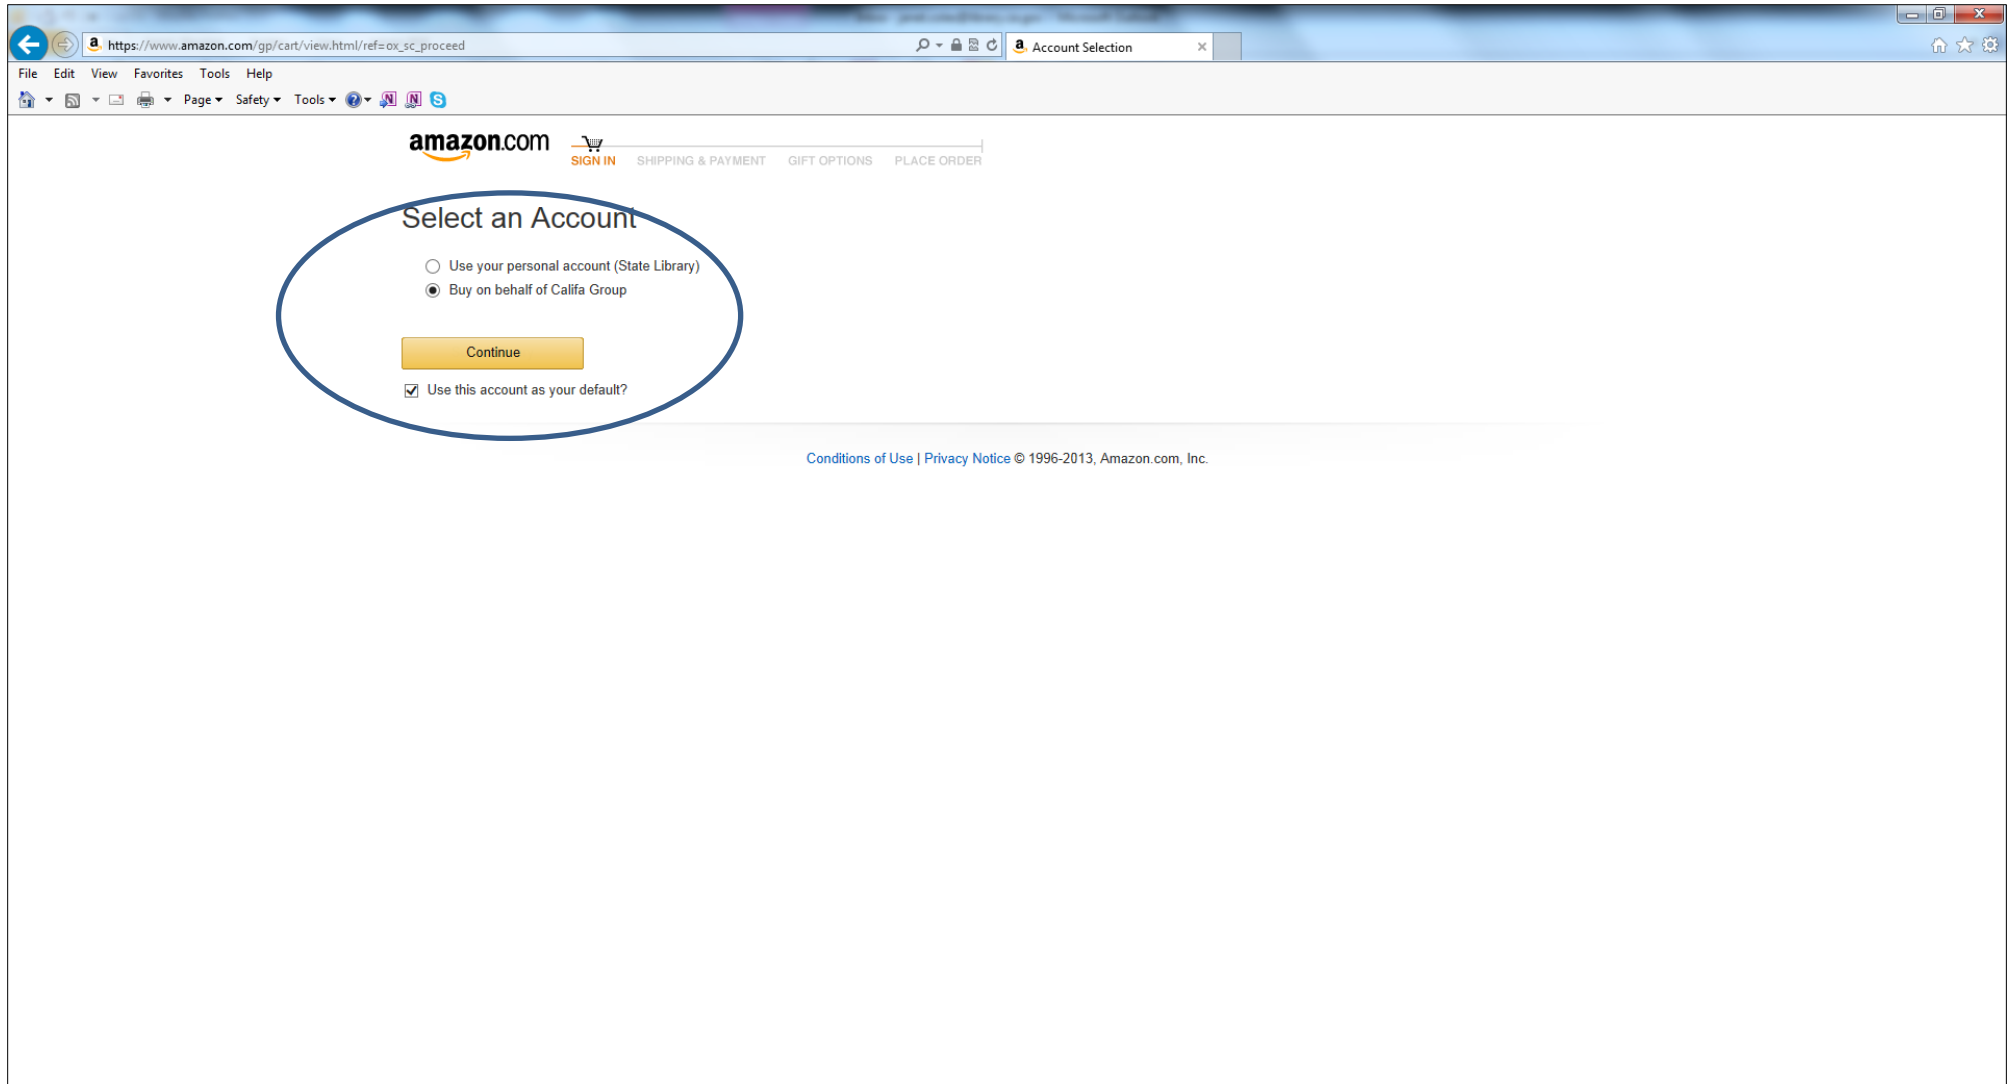 https://www.amazon.com/gp/cart/view.html/ref=ox_sc_proceed
Account Selection
File Edit View Favorites Tools Help
Page Safety Tools
amazon.com
SIGN IN SHIPPING & PAYMENT GIFT OPTIONS PLACE ORDER
Select an Account
Use your personal account (State Library)
Buy on behalf of Califa Group
Continue
Use this account as your default?
Conditions of Use | Privacy Notice © 1996-2013, Amazon.com, Inc.